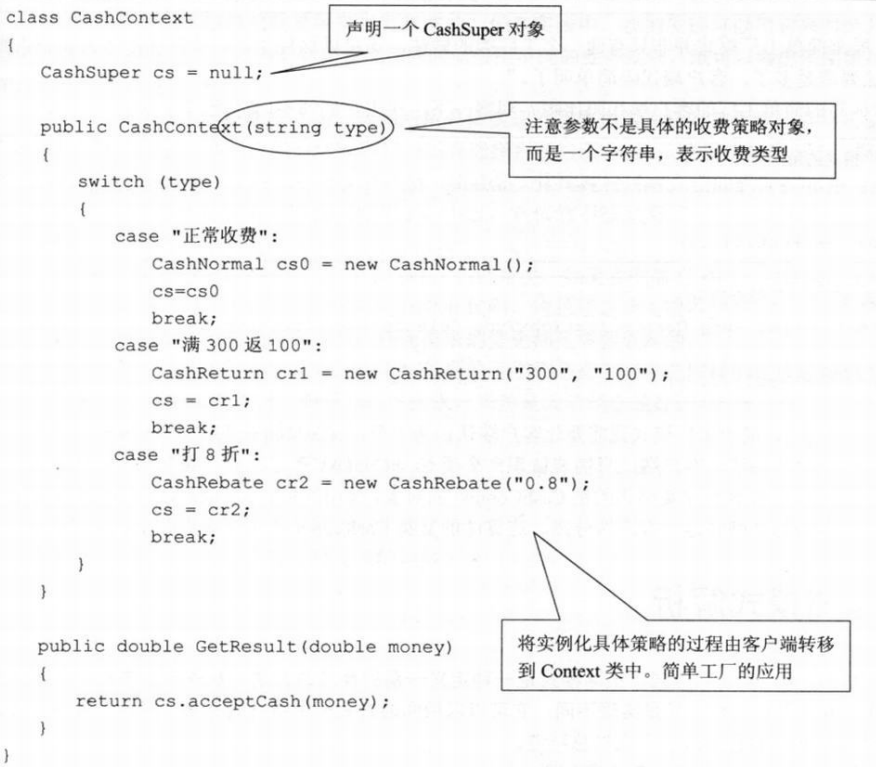 class CashContext
{
声明一个 CashSuper 对象
CashSuper cs = null;
public CashContext(string type)
注意参数不是具体的收费策略对象，
而是一个字符串，表示收费类型
{
switch (type)
{
case "正常收费":
CashNormal cs0 = new CashNormal();
cs=cs0
break;
case "满 300 返 100":
CashReturn cr1 = new CashReturn("300", "100");
cs = cr1;
break;
case "打 8 折":
CashRebate cr2 = new CashRebate("0.8");
cs = cr2;
break;
}
}
将实例化具体策略的过程由客户端转移
到 Context 类中。简单工厂的应用
public double GetResult(double money)
{
return cs.acceptCash(money);
}
}